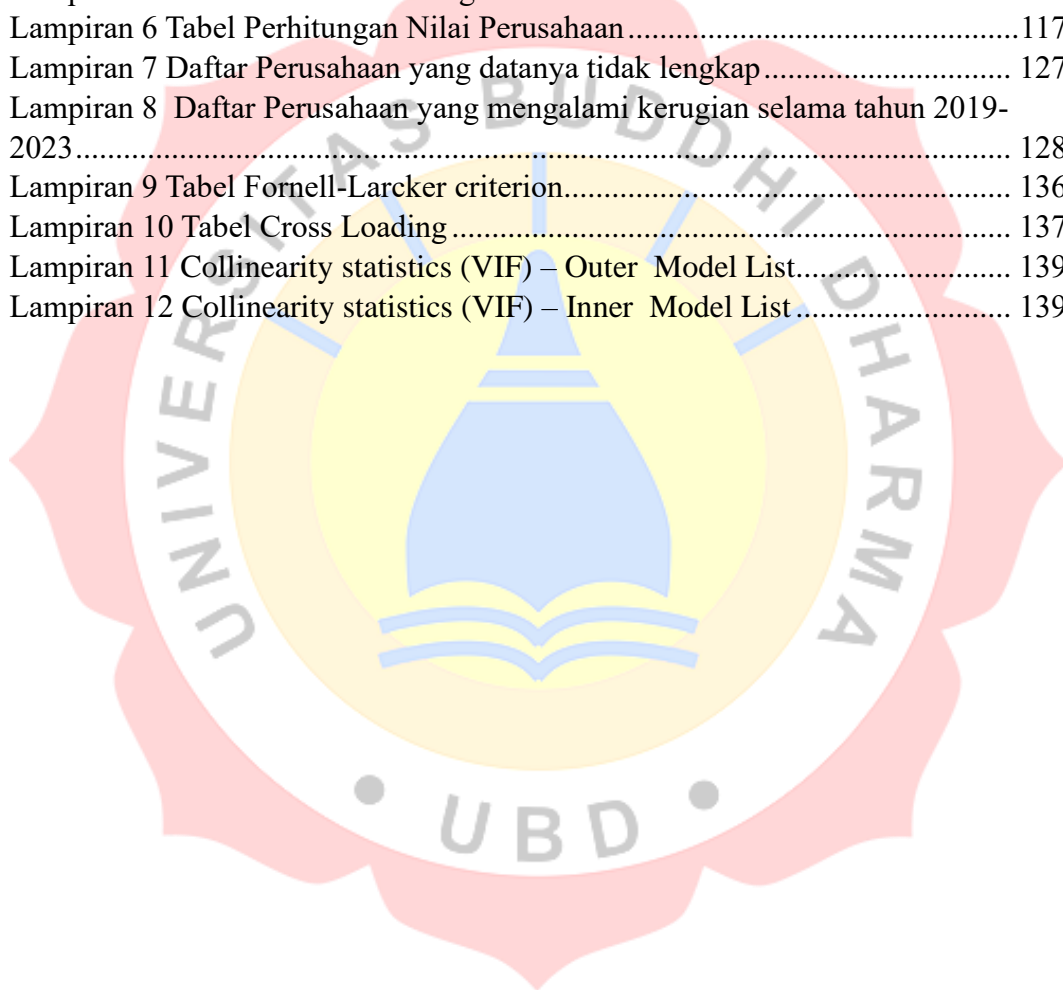 Lampiran 6 Tabel Perhitungan Nilai Perusahaan.................................................117
Lampiran 7 Daftar Perusahaan yang datanya tidak lengkap............................... 127
Lampiran 8  Daftar Perusahaan yang mengalami kerugian selama tahun 2019-
2023..................................................................................................................... 128
Lampiran 9 Tabel Fornell-Larcker criterion........................................................ 136
Lampiran 10 Tabel Cross Loading...................................................................... 137
Lampiran 11 Collinearity statistics (VIF) – Outer  Model List........................... 139
Lampiran 12 Collinearity statistics (VIF) – Inner  Model List........................... 139
UNIVERSITAS BUDDHI DHARMA
• UBD •